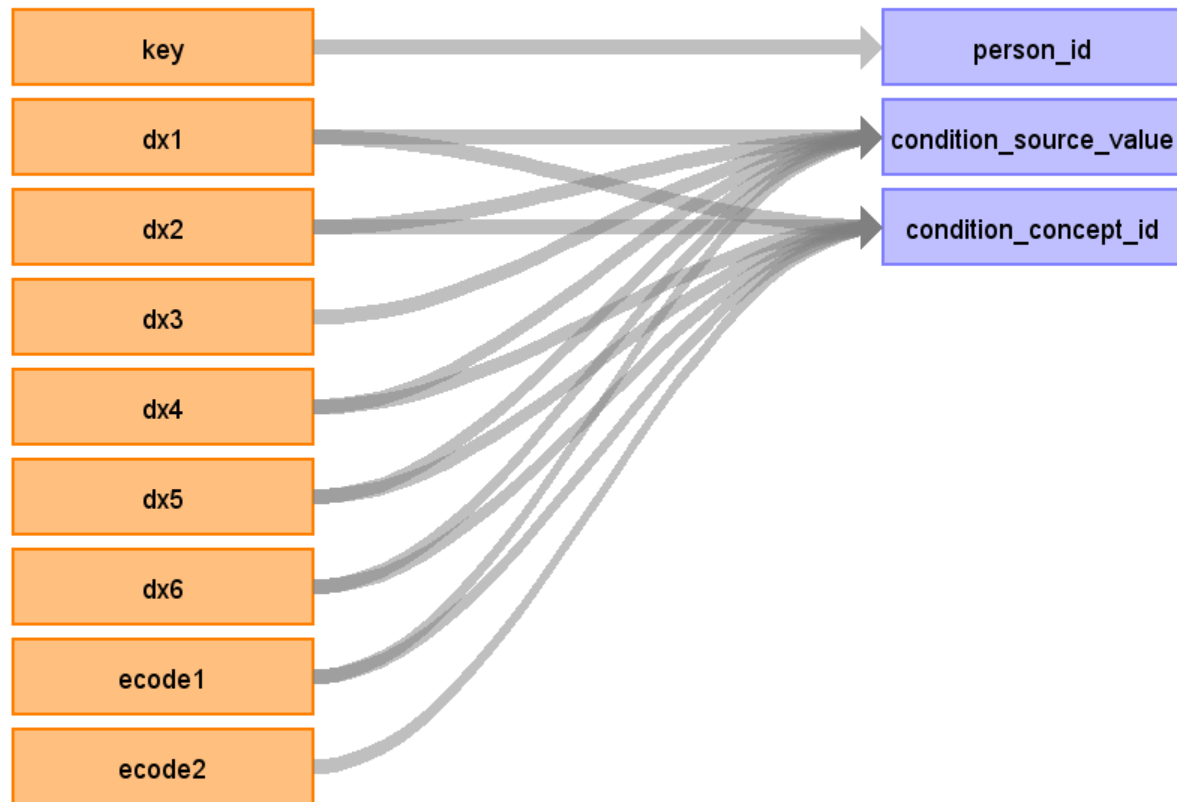 key
person_id
dx1
condition_source_value
dx2
condition_concept_id
dx3
dx4
dx5
dx6
ecode1
ecode2